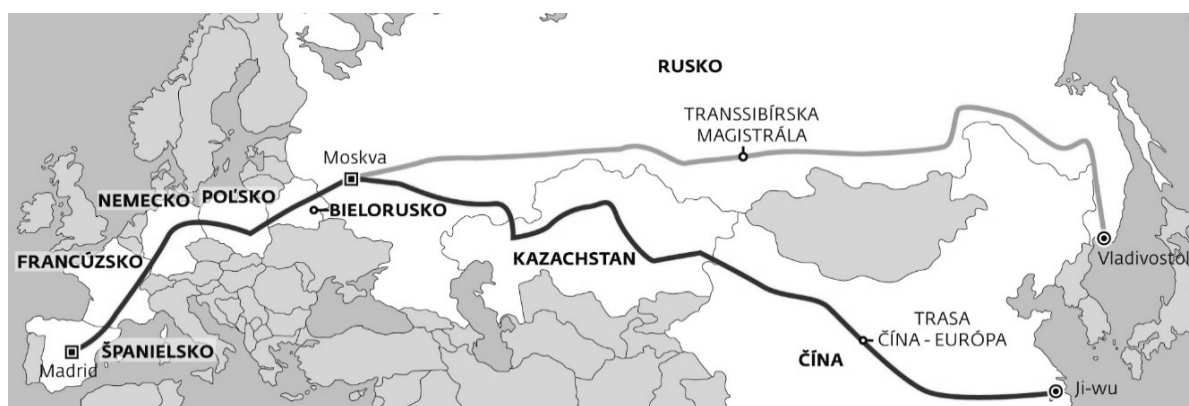 RUSKO
TRANSSIBÍRSKA
MAGISTRÁLA
Moskva
NEMECKO
POĽSKO
BIELORUSKO
FRANCÚZSKO
KAZACHSTAN
Vladivostok
TRASA
ČÍNA - EURÓPA
ŠPANIELSKO
Madrid
ČÍNA
Ji-wu